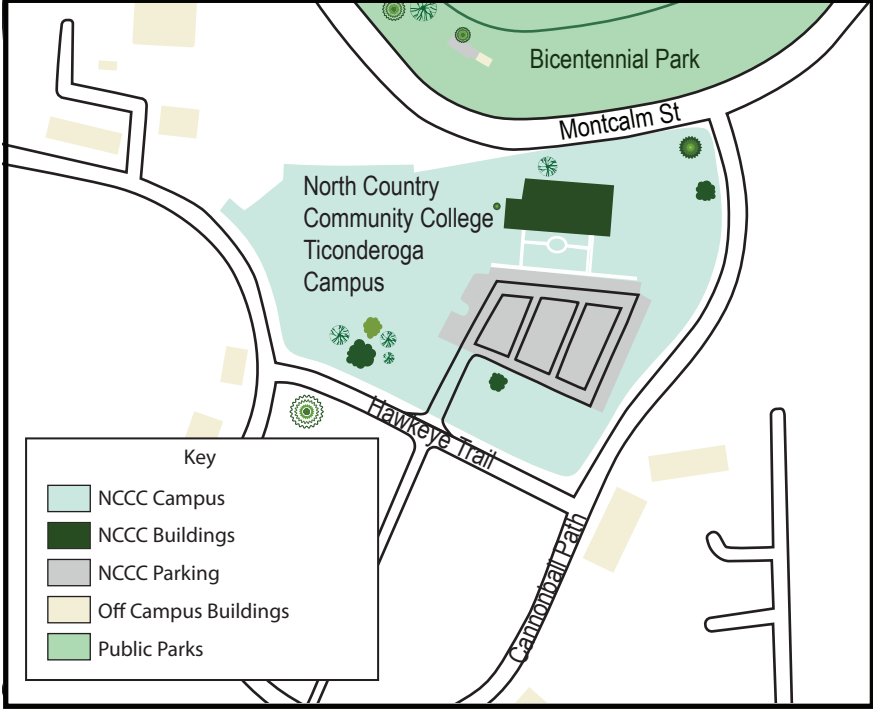 Bicentennial Park
Montcalm St
North Country
Community College
Ticonderoga
Campus
Hawkeye Trail
Cannonball Path
Key
NCCC Campus
NCCC Buildings
NCCC Parking
Off Campus Buildings
Public Parks